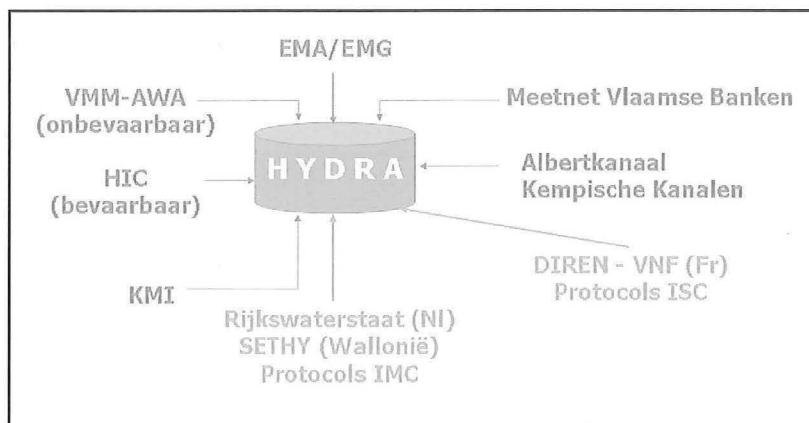 EMA/EMG
VMM-AWA
(onbevaarbaar)
Meetnet Vlaamse Banken
HYDRA
HIC
(bevaarbaar)
Albertkanaal
Kempische Kanalen
KMI
DIREN - VNF (Fr)
Protocols ISC
Rijkswaterstaat (Nl)
SETHY (Wallonië)
Protocols IMC